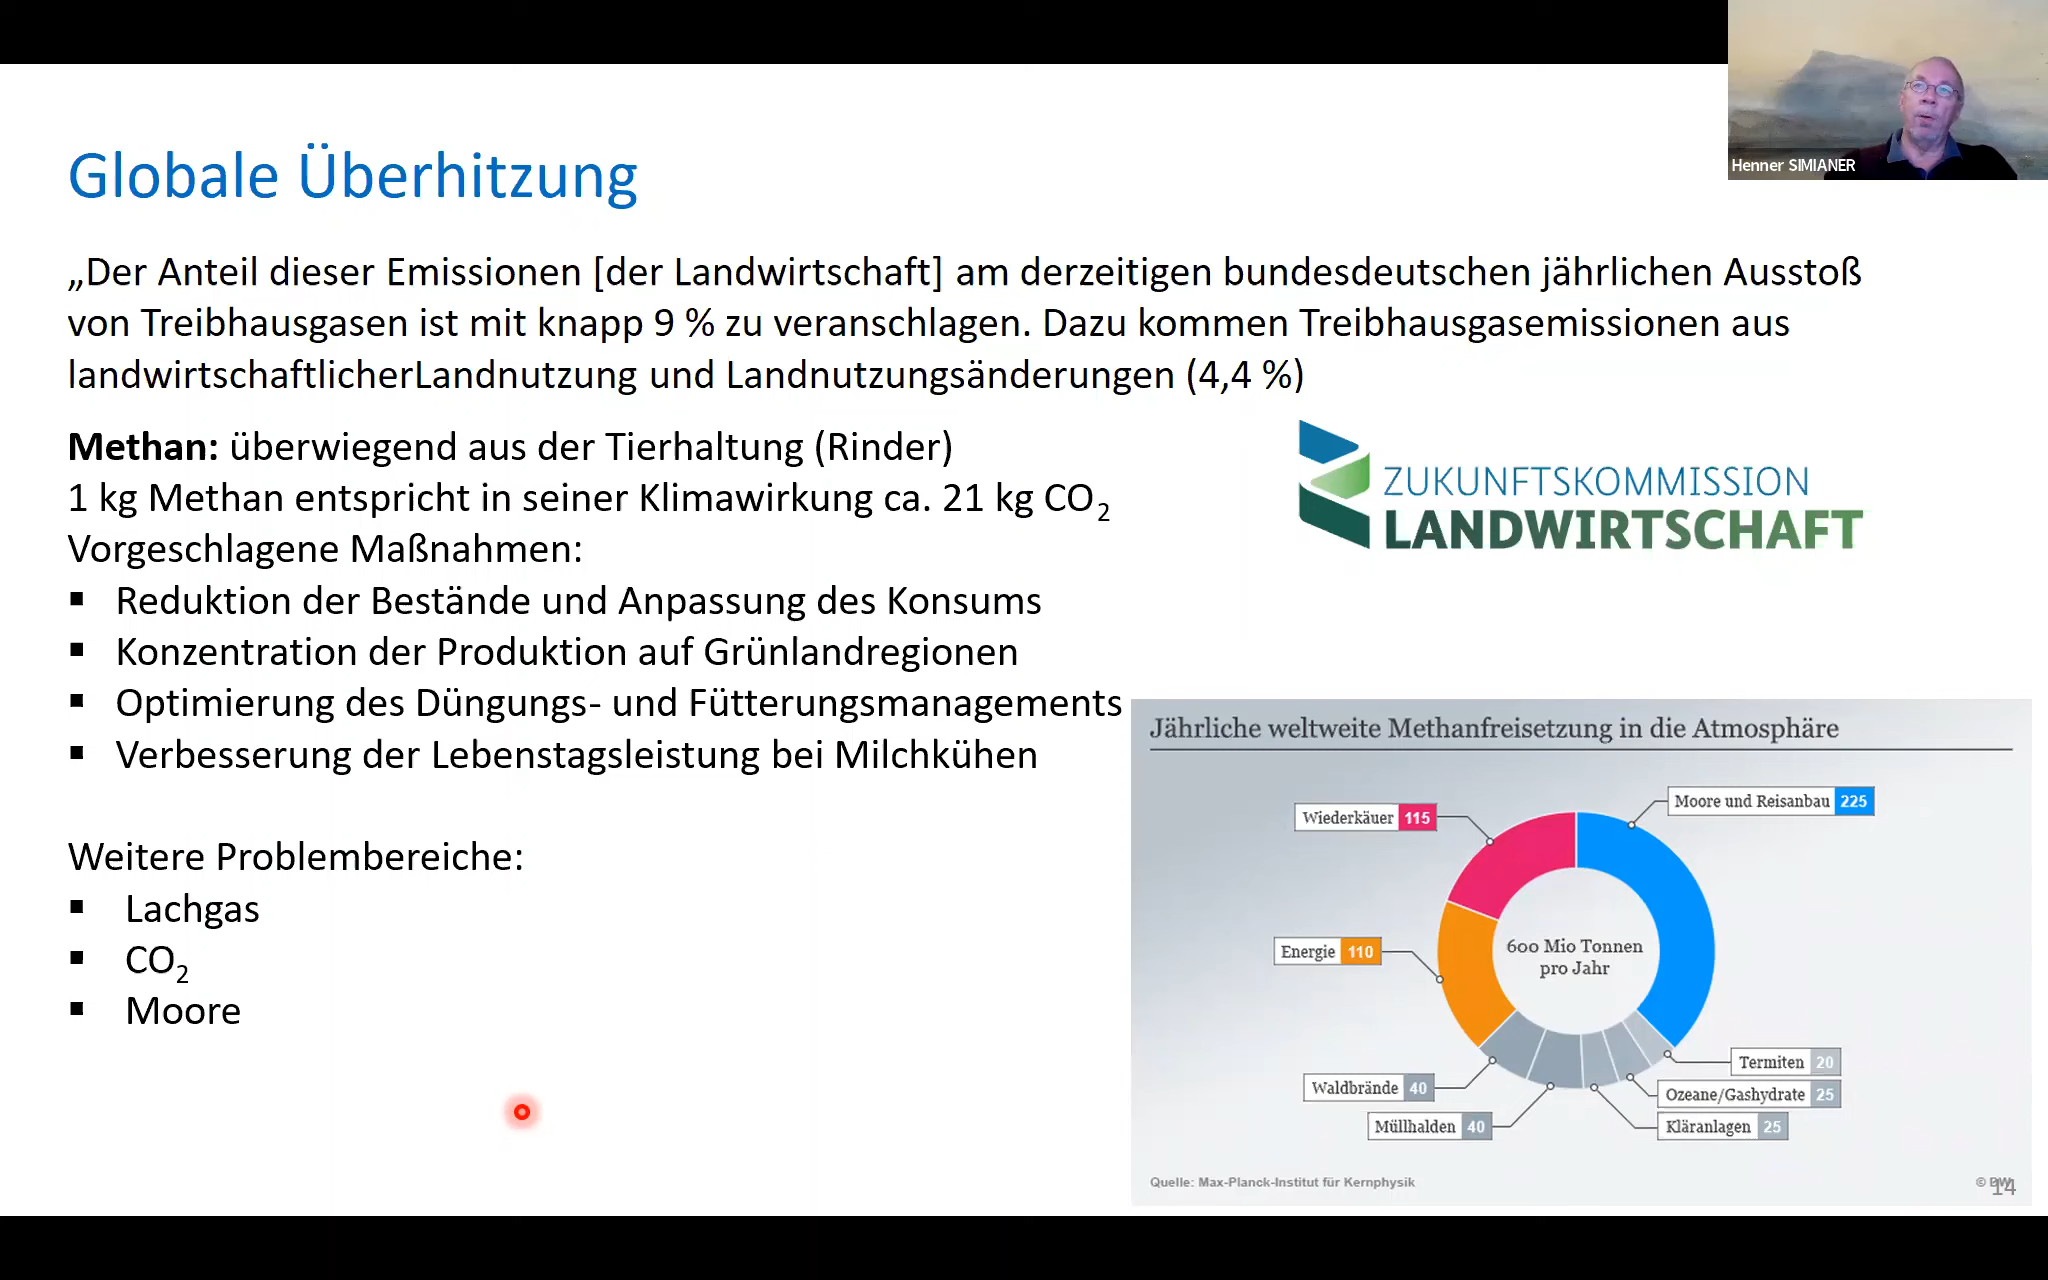 Henner SIMIANER
Globale Überhitzung
„Der Anteil dieser Emissionen [der Landwirtschaft] am derzeitigen bundesdeutschen jährlichen Ausstoß
von Treibhausgasen ist mit knapp 9 % zu veranschlagen. Dazu kommen Treibhausgasemissionen aus
landwirtschaftlicherLandnutzung und Landnutzungsänderungen (4,4 %)
Methan: überwiegend aus der Tierhaltung (Rinder)
1 kg Methan entspricht in seiner Klimawirkung ca. 21 kg CO₂
Vorgeschlagene Maßnahmen:
▪ Reduktion der Bestände und Anpassung des Konsums
▪ Konzentration der Produktion auf Grünlandregionen
▪ Optimierung des Düngungs- und Fütterungsmanagements
▪ Verbesserung der Lebenstagsleistung bei Milchkühen
Weitere Problembereiche:
▪ Lachgas
▪ CO₂
▪ Moore
ZUKUNFTSKOMMISSION
LANDWIRTSCHAFT
Jährliche weltweite Methanfreisetzung in die Atmosphäre
Moore und Reisanbau 225
Wiederkäuer 115
Energie 110
600 Mio Tonnen
pro Jahr
Waldbrände 40
Müllhalden 40
Termiten 20
Ozeane/Gashydrate 25
Kläranlagen 25
Quelle: Max-Planck-Institut für Kernphysik
©
14